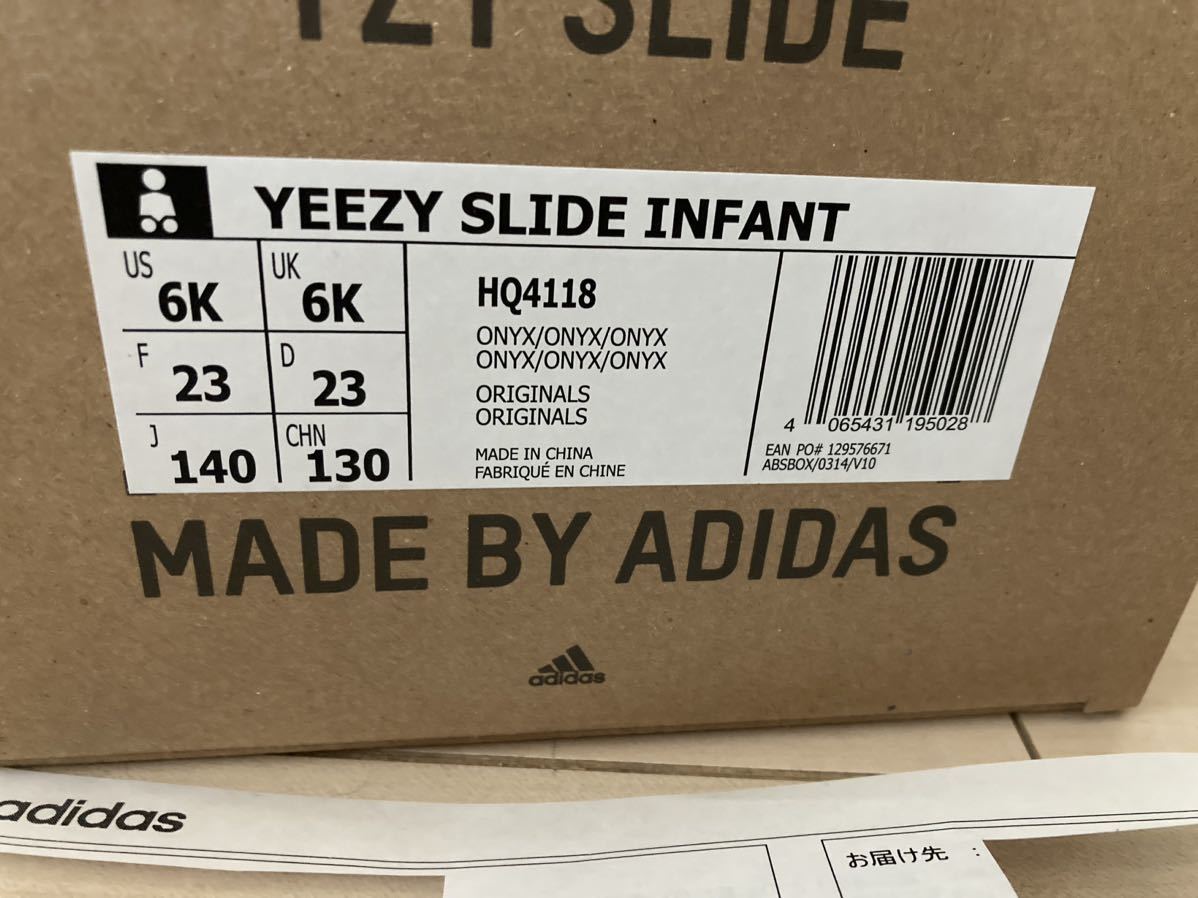 YZY SLIDE
YEEZY SLIDE INFANT
US 6K UK 6K
F 23 D 23
J 140 CHN 130
HQ4118
ONYX/ONYX/ONYX
ONYX/ONYX/ONYX
ORIGINALS
ORIGINALS
MADE IN CHINA
FABRIQUÉ EN CHINE
4 065431 195028
EAN PO# 129576671
ABSBOX/0314/V10
MADE BY ADIDAS
adidas
adidas
お届け先 :